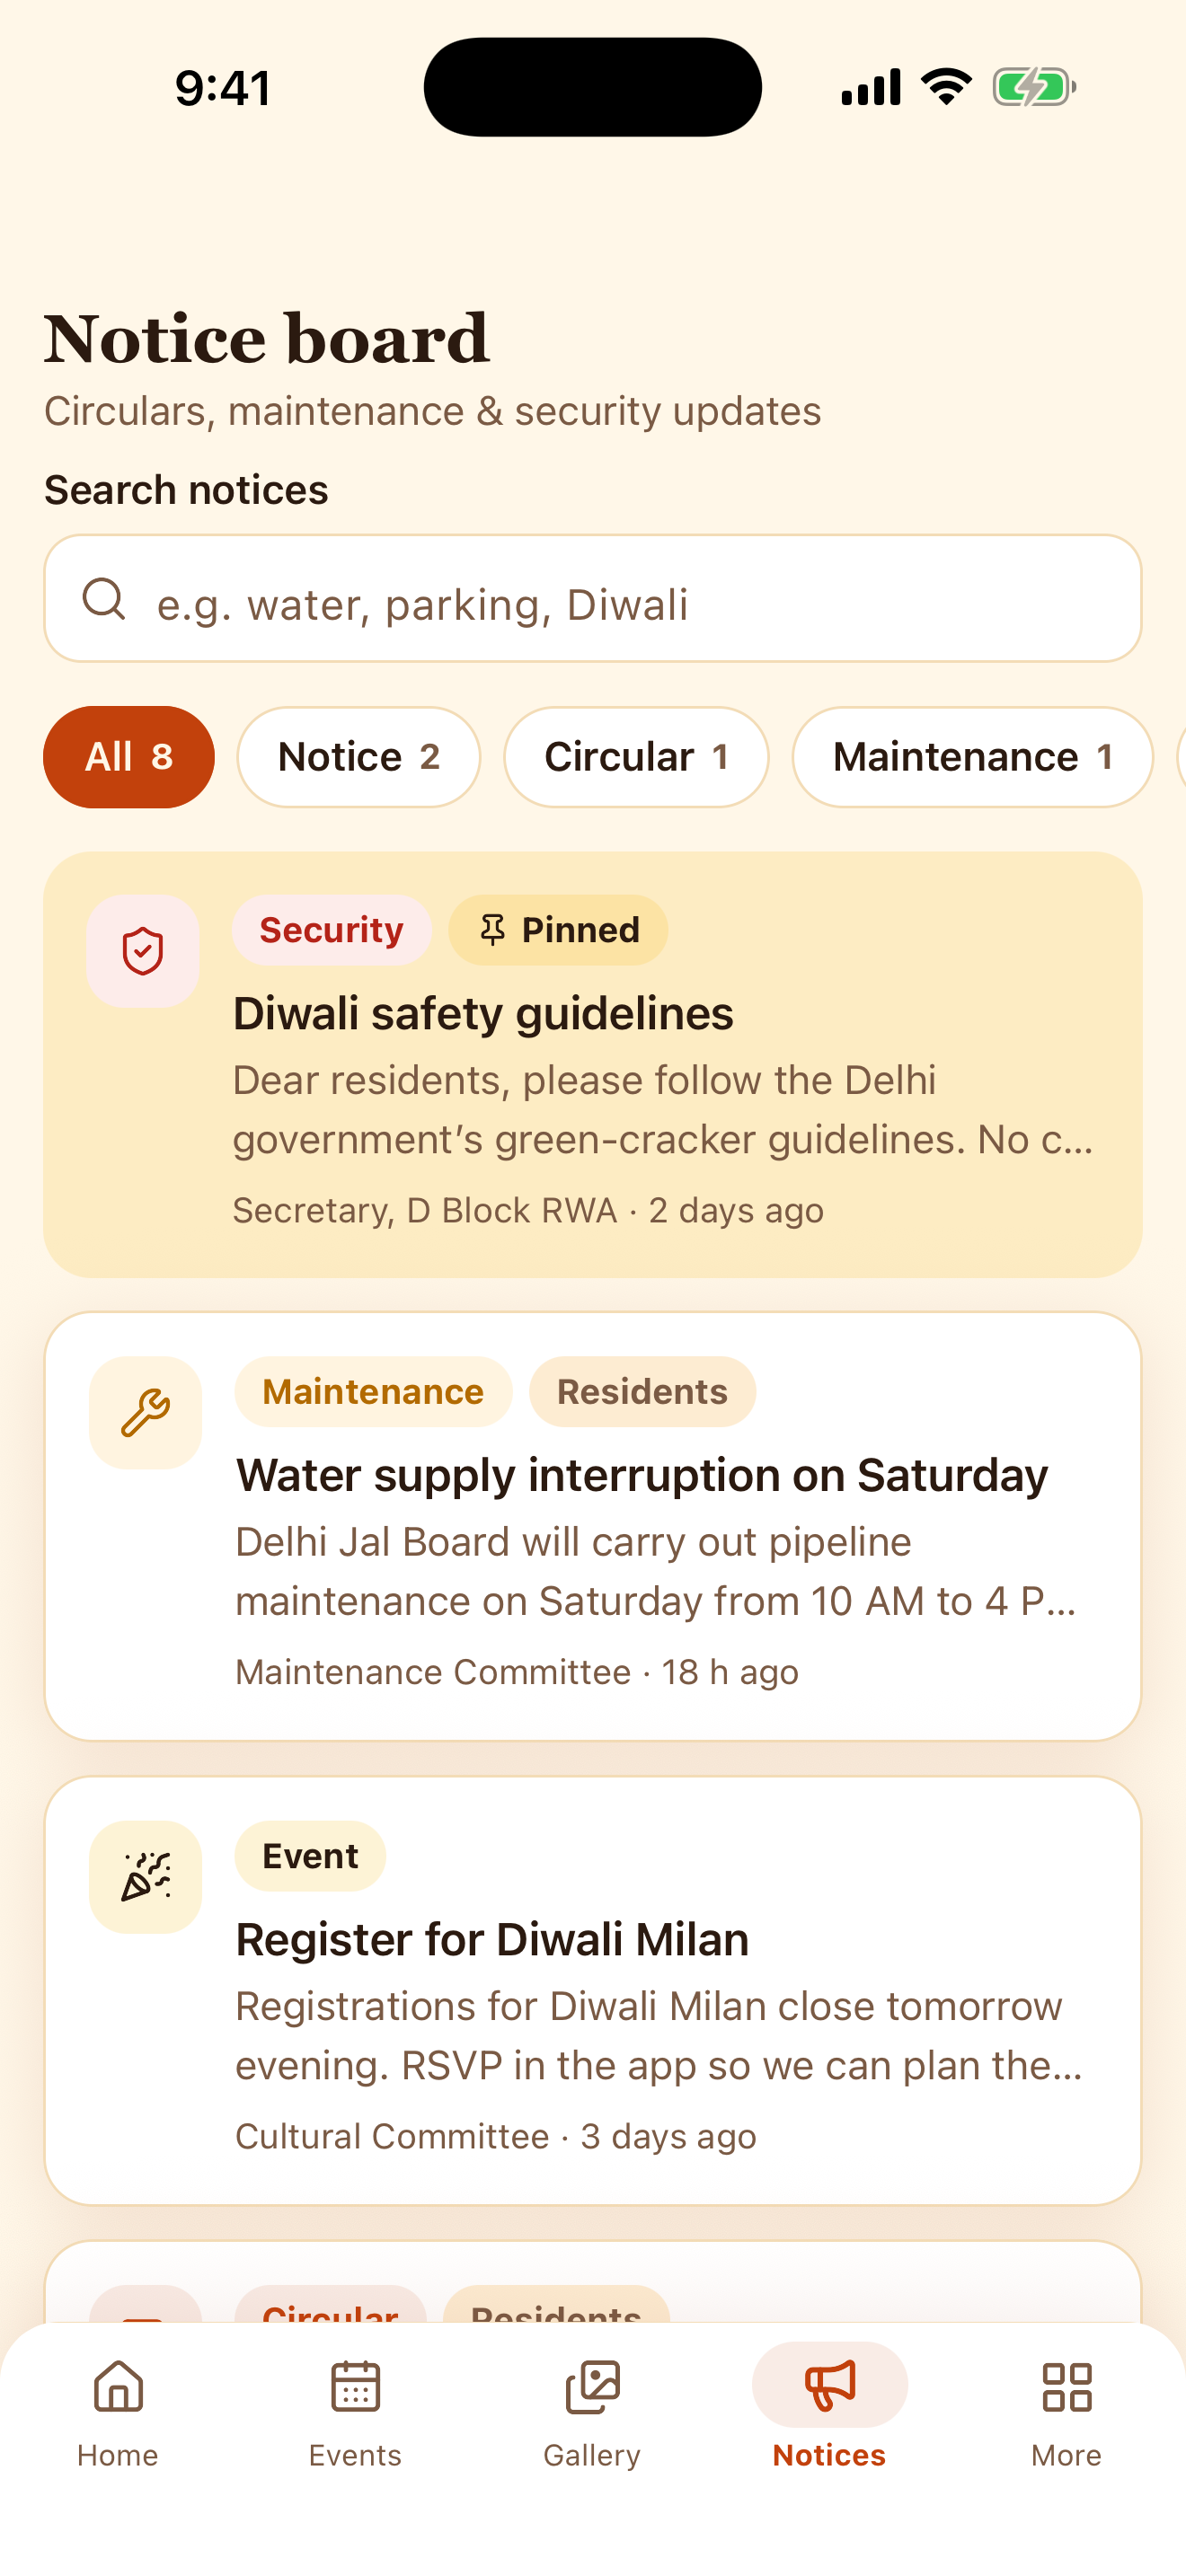 9:41
Notice board
Circulars, maintenance & security updates
Search notices
e.g. water, parking, Diwali
All 8
Notice 2
Circular 1
Maintenance 1
Security
Pinned
Diwali safety guidelines
Dear residents, please follow the Delhi
government’s green-cracker guidelines. No c...
Secretary, D Block RWA · 2 days ago
Maintenance
Residents
Water supply interruption on Saturday
Delhi Jal Board will carry out pipeline
maintenance on Saturday from 10 AM to 4 P...
Maintenance Committee · 18 h ago
Event
Register for Diwali Milan
Registrations for Diwali Milan close tomorrow
evening. RSVP in the app so we can plan the...
Cultural Committee · 3 days ago
Circular
Residents
Home
Events
Gallery
Notices
More